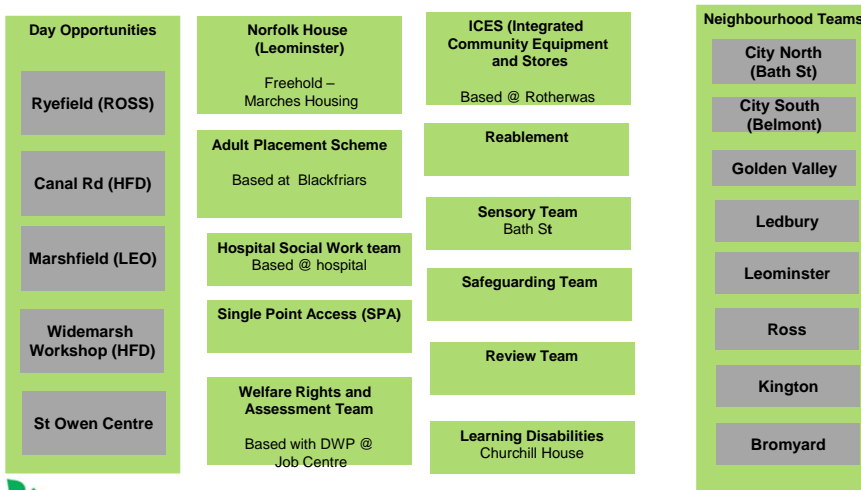 Day Opportunities
Ryefield (ROSS)
Canal Rd (HFD)
Marshfield (LEO)
Widemarsh
Workshop (HFD)
St Owen Centre
Norfolk House
(Leominster)
Freehold –
Marches Housing
Adult Placement Scheme
Based at Blackfriars
Hospital Social Work team
Based @ hospital
Single Point Access (SPA)
Welfare Rights and
Assessment Team
Based with DWP @
Job Centre
ICES (Integrated
Community Equipment
and Stores
Based @ Rotherwas
Reablement
Sensory Team
Bath St
Safeguarding Team
Review Team
Learning Disabilities
Churchill House
Neighbourhood Teams
City North
(Bath St)
City South
(Belmont)
Golden Valley
Ledbury
Leominster
Ross
Kington
Bromyard